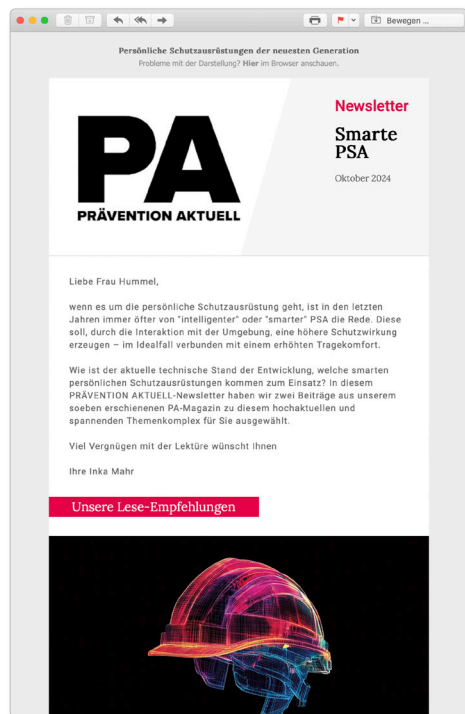 Bewegen ...
Persönliche Schutzausrüstungen der neuesten Generation
Probleme mit der Darstellung? Hier im Browser anschauen.
Newsletter
Smarte
PSA
Oktober 2024
PA
PRÄVENTION AKTUELL
Liebe Frau Hummel,
wenn es um die persönliche Schutzausrüstung geht, ist in den letzten
Jahren immer öfter von "intelligenter" oder "smarter" PSA die Rede. Diese
soll, durch die Interaktion mit der Umgebung, eine höhere Schutzwirkung
erzeugen – im Idealfall verbunden mit einem erhöhten Tragekomfort.
Wie ist der aktuelle technische Stand der Entwicklung, welche smarten
persönlichen Schutzausrüstungen kommen zum Einsatz? In diesem
PRÄVENTION AKTUELL-Newsletter haben wir zwei Beiträge aus unserem
soeben erschienenen PA-Magazin zu diesem hochaktuellen und
spannenden Themenkomplex für Sie ausgewählt.
Viel Vergnügen mit der Lektüre wünscht Ihnen
Ihre Inka Mahr
Unsere Lese-Empfehlungen